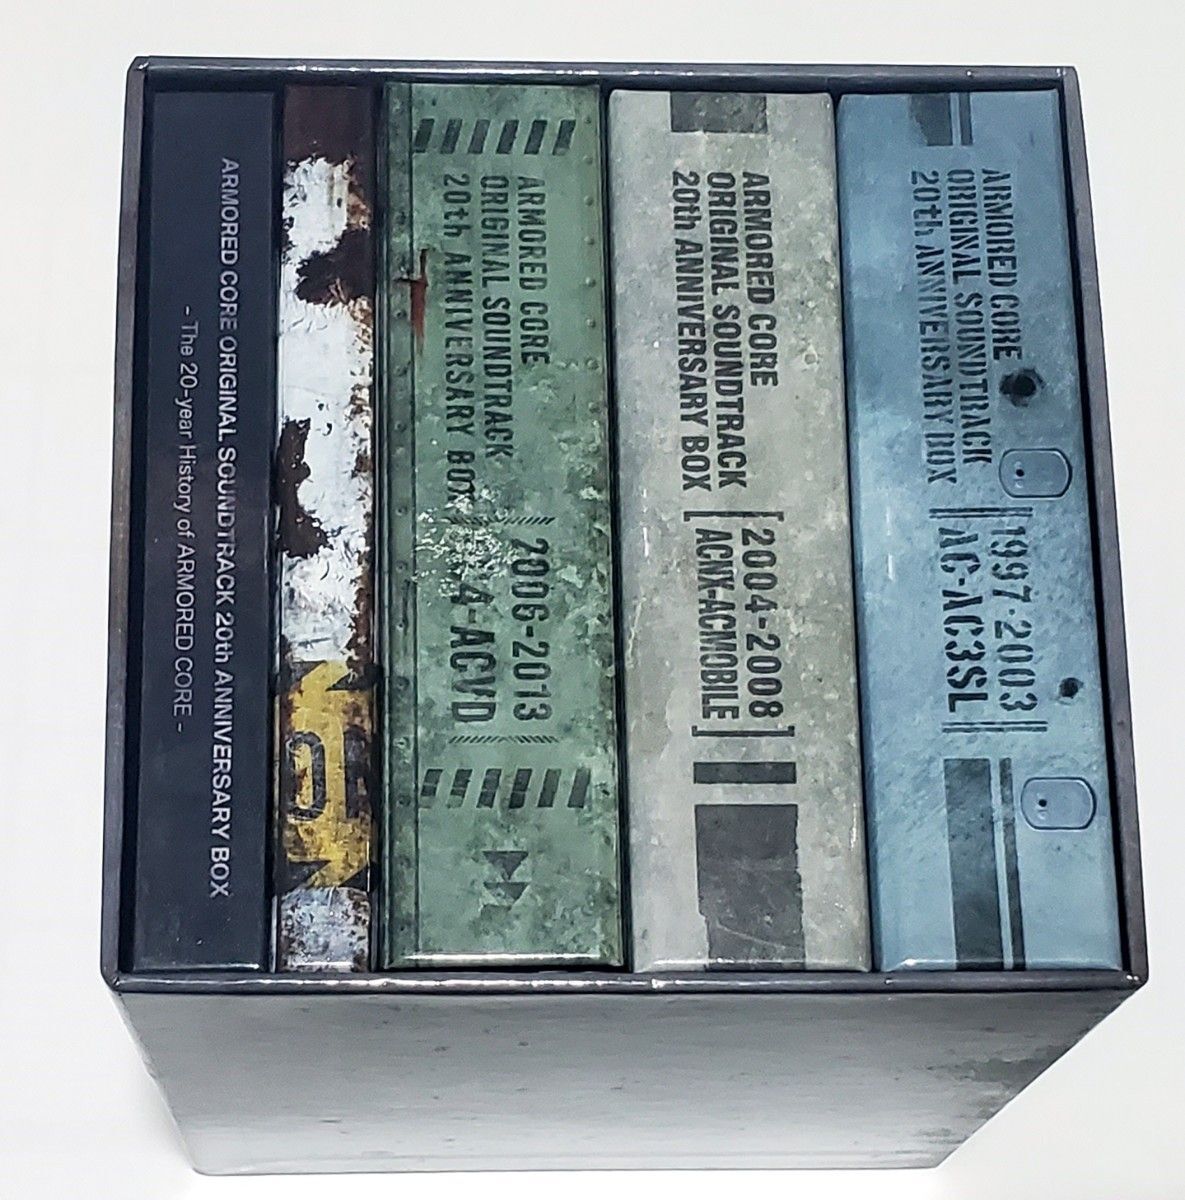 ARMORED CORE ORIGINAL SOUNDTRACK 20th ANNIVERSARY BOX
- The 20-year History of ARMORED CORE -
ARMORED CORE
ORIGINAL SOUNDTRACK
20th ANNIVERSARY BOX
2006-2013
4-ACVD
ARMORED CORE
ORIGINAL SOUNDTRACK
20th ANNIVERSARY BOX
[2004-2008]
[ACNX-ACMOBILE]
ARMORED CORE
ORIGINAL SOUNDTRACK
20th ANNIVERSARY BOX
1997-2003
AC-AC3SL